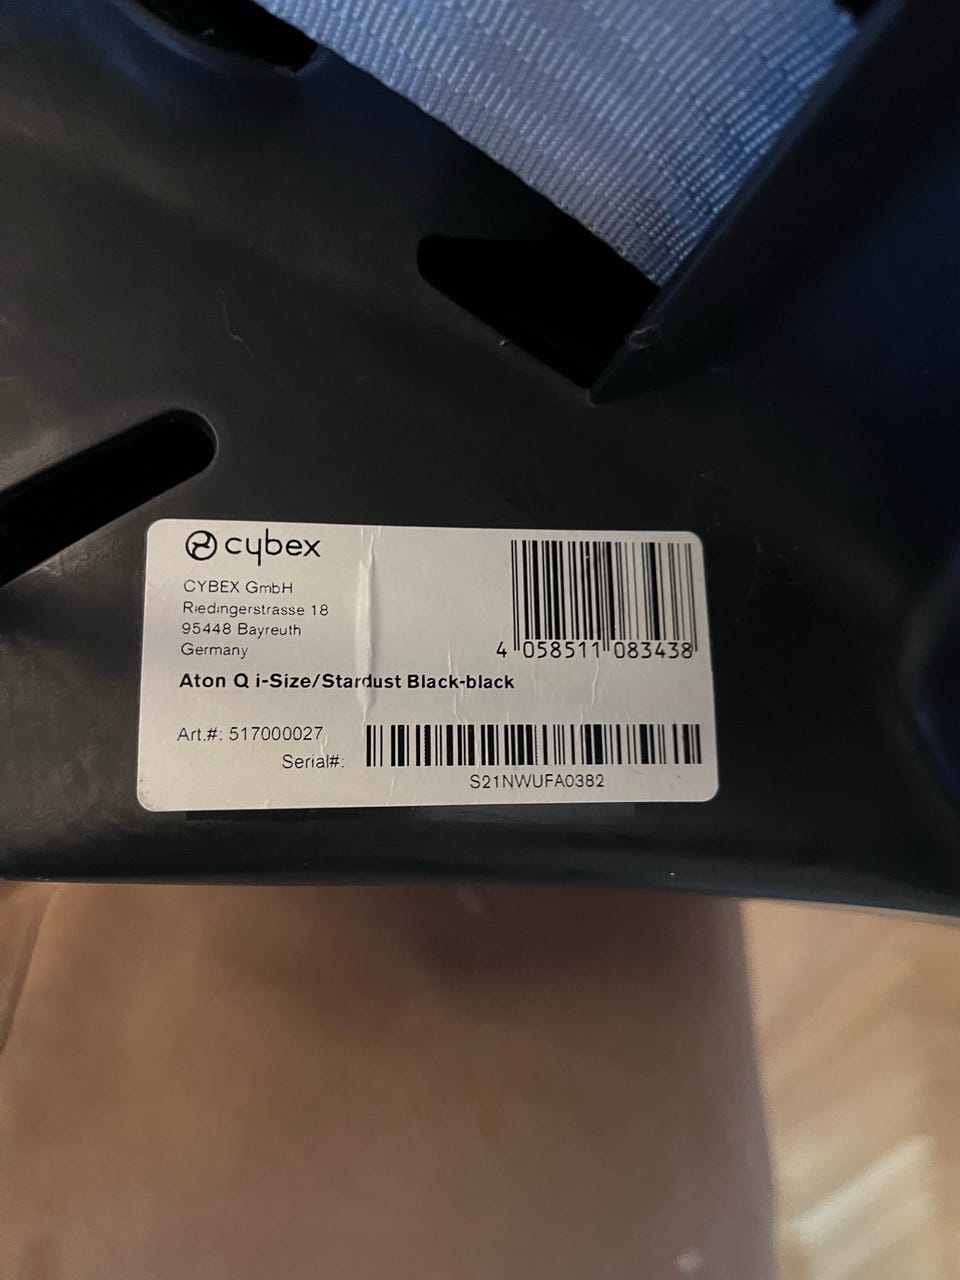 cybex
CYBEX GmbH
Riedingerstrasse 18
95448 Bayreuth
Germany
4 058511 083438
Aton Q i-Size/Stardust Black-black
Art.#: 517000027
Serial#:
S21NWUFA0382